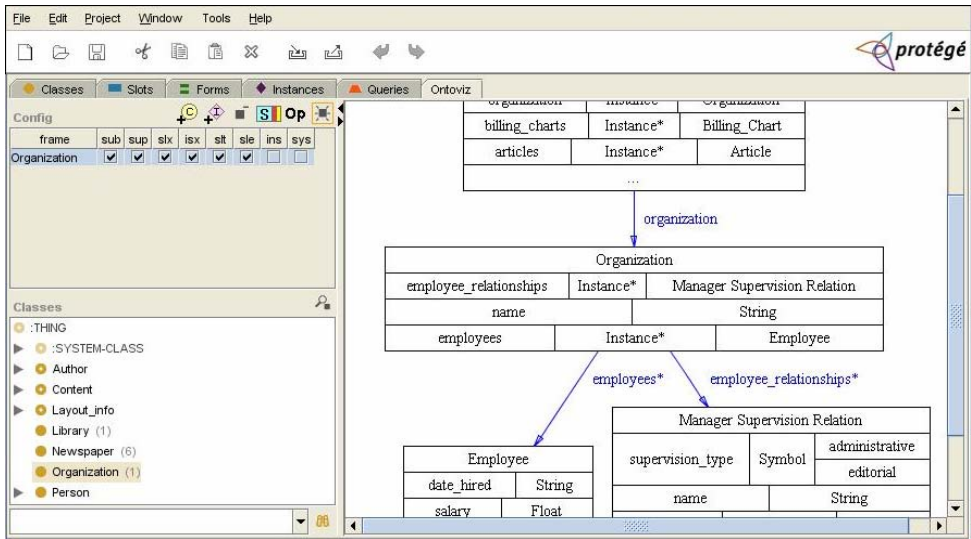 File Edit Project Window Tools Help
protégé
Classes Slots Forms Instances Queries Ontoviz
Config
C I S Op
frame sub sup slx isx slt sle ins sys
Organization
Classes
:THING
:SYSTEM-CLASS
Author
Content
Layout_info
Library (1)
Newspaper (6)
Organization (1)
Person
organization Instance Organization
billing_charts Instance* Billing_Chart
articles Instance* Article
...
organization
Organization
employee_relationships Instance* Manager Supervision Relation
name String
employees Instance* Employee
employees* employee_relationships*
Employee
date_hired String
salary Float
Manager Supervision Relation
supervision_type Symbol administrative
editorial
name String